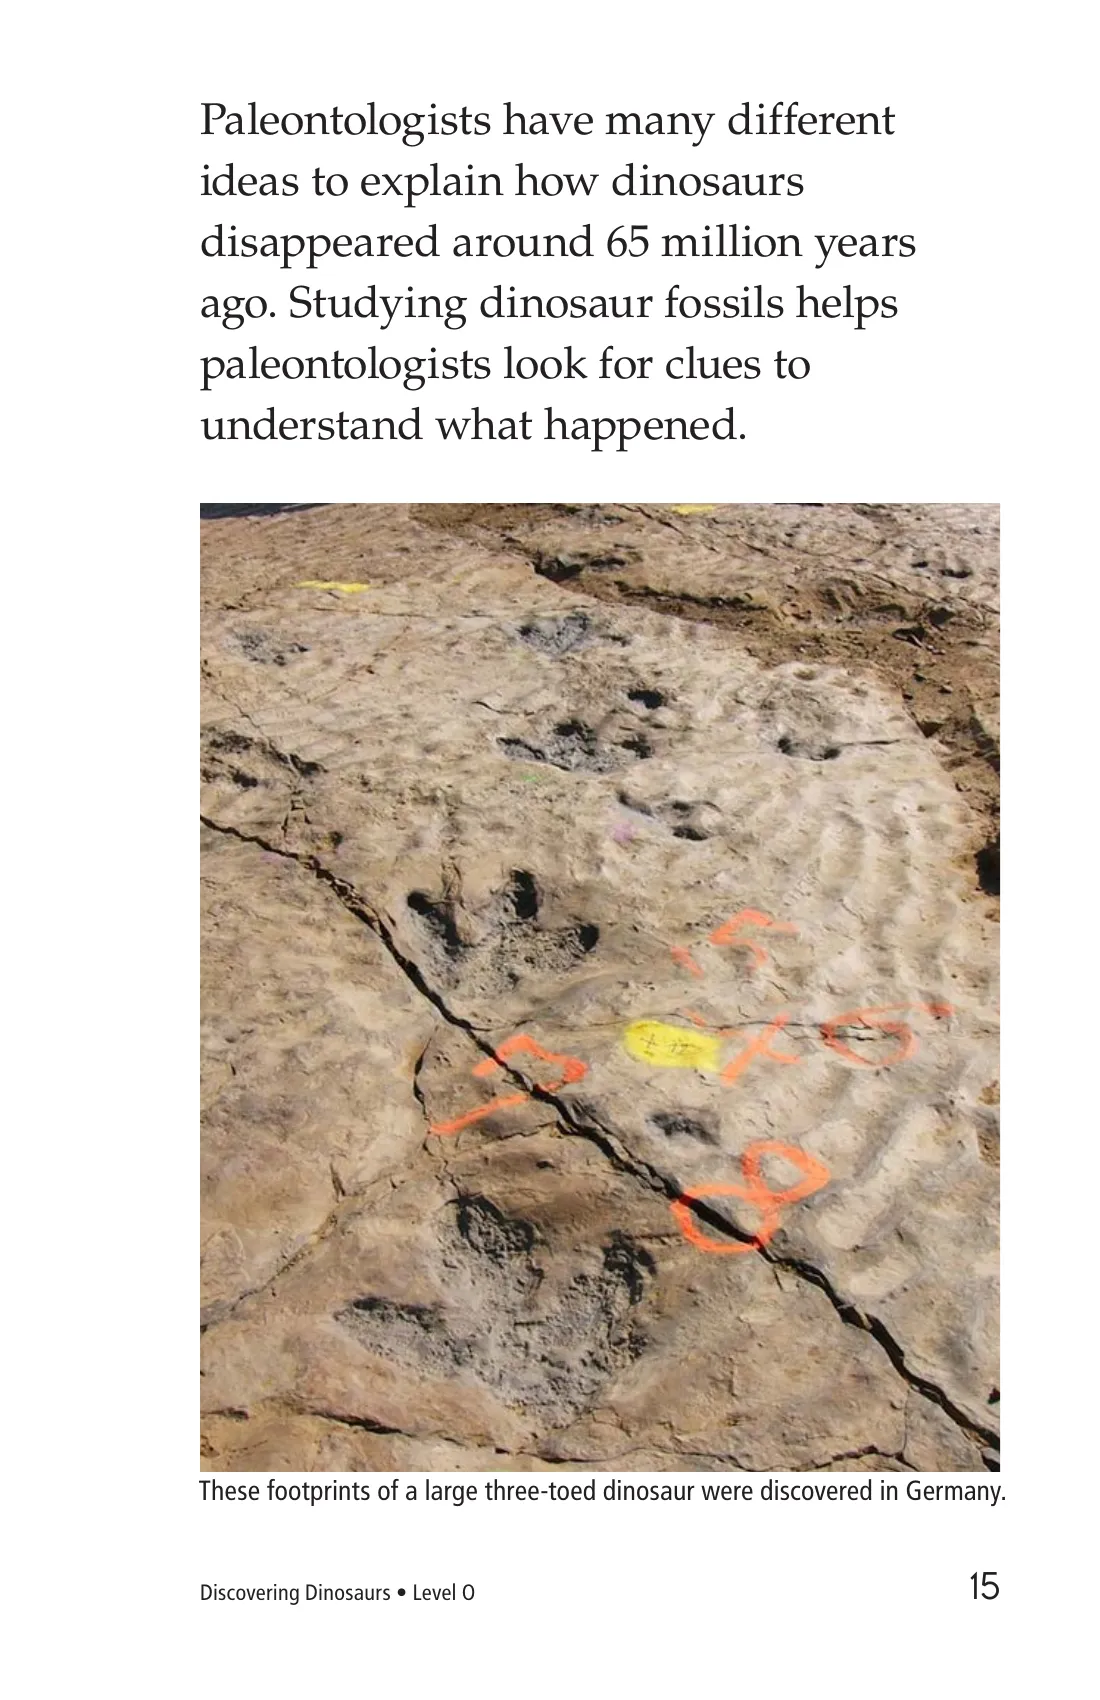 Paleontologists have many different
ideas to explain how dinosaurs
disappeared around 65 million years
ago. Studying dinosaur fossils helps
paleontologists look for clues to
understand what happened.
5
6
8
These footprints of a large three-toed dinosaur were discovered in Germany.
Discovering Dinosaurs • Level O
15